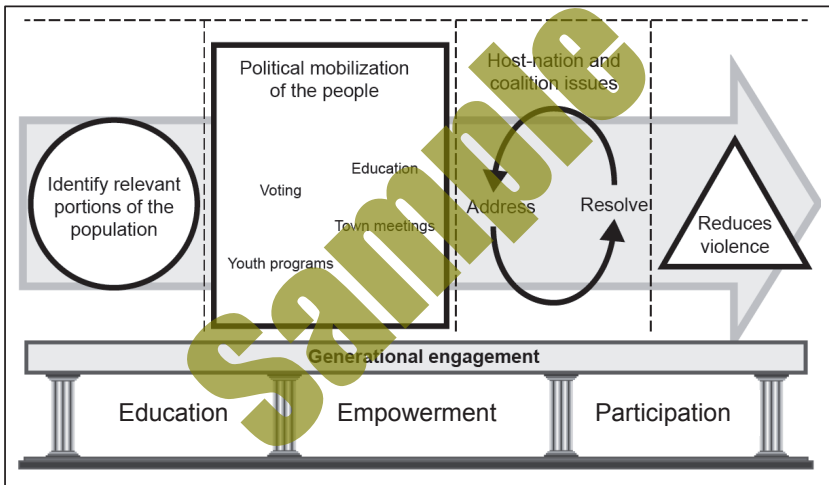 Identify relevant
portions of the
population
Political mobilization
of the people
Education
Voting
Town meetings
Youth programs
Host-nation and
coalition issues
Address
Resolve
Reduces
violence
Generational engagement
Education
Empowerment
Participation
Sample